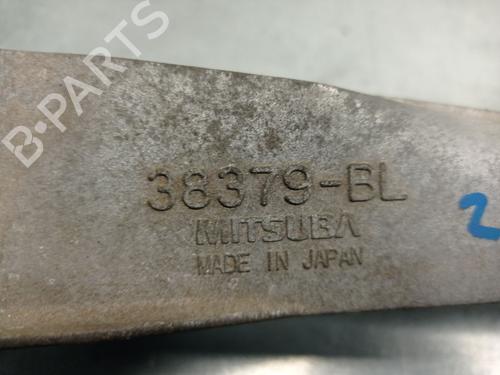 B-PARTS
38379-BL
MITSUBA
MADE IN JAPAN
2